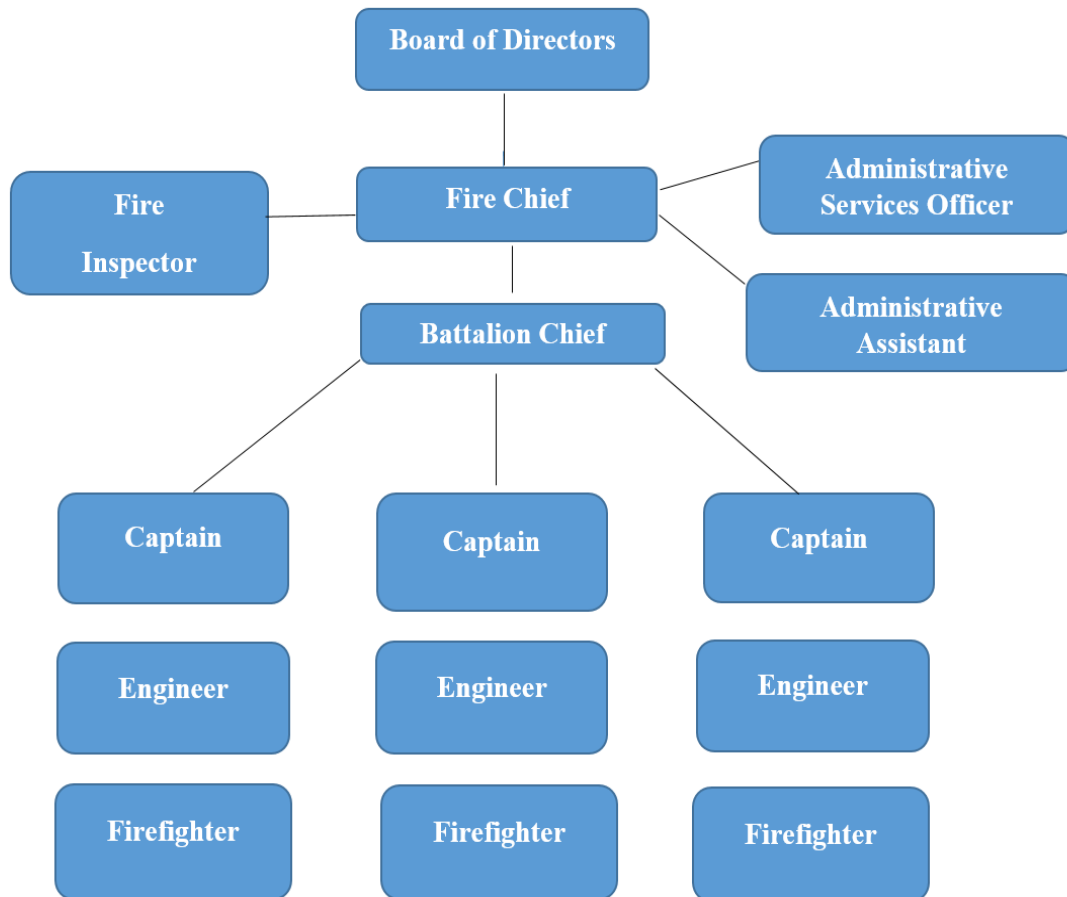 Board of Directors
Fire Chief
Fire
Inspector
Administrative
Services Officer
Administrative
Assistant
Battalion Chief
Captain
Captain
Captain
Engineer
Engineer
Engineer
Firefighter
Firefighter
Firefighter